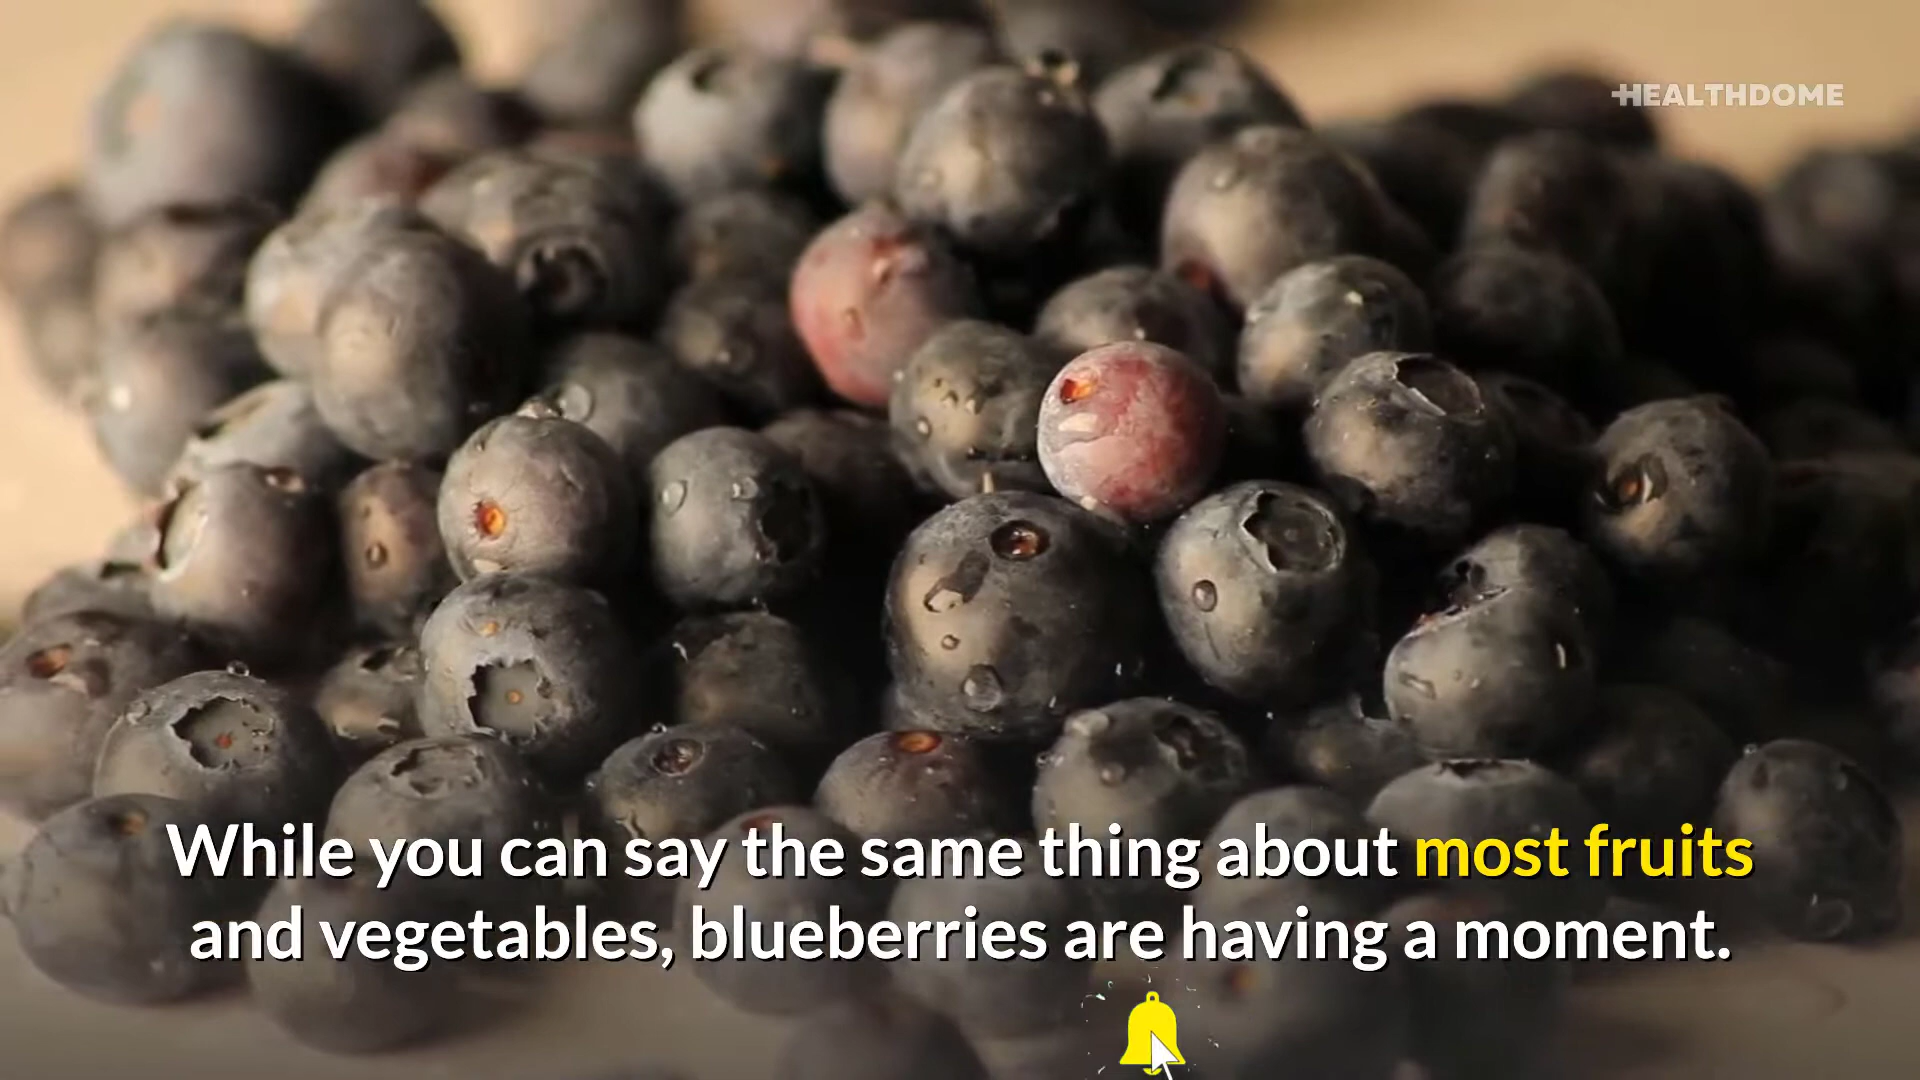 HEALTHDOME
While you can say the same thing about most fruits
and vegetables, blueberries are having a moment.